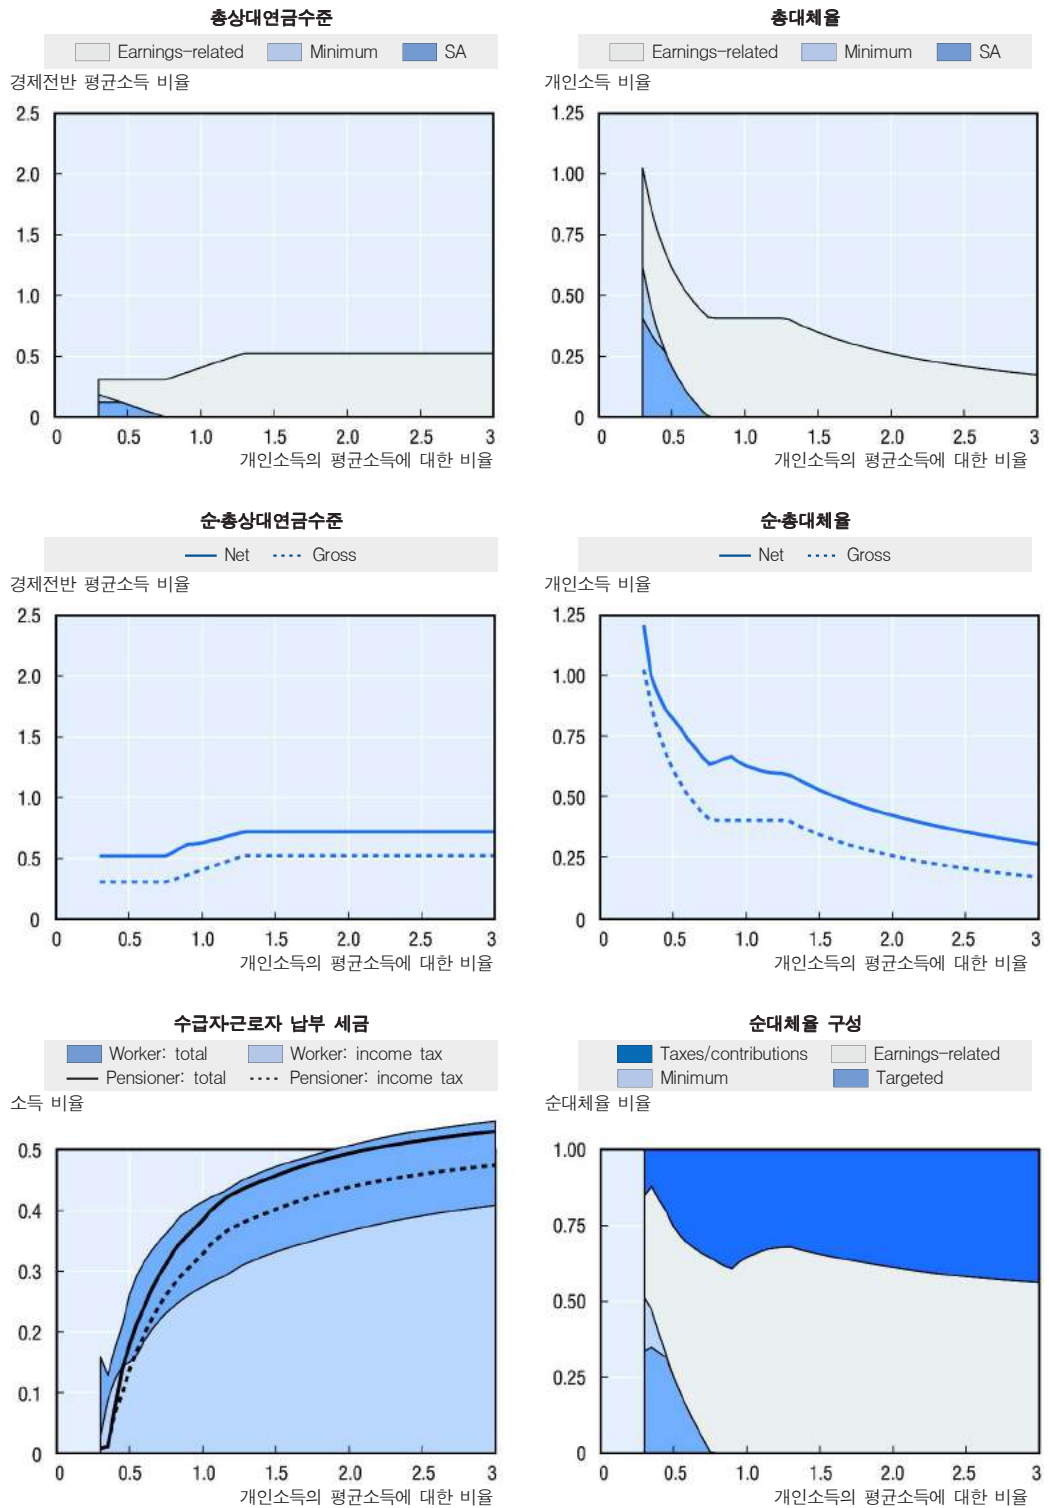 총상대연금수준
Earnings-related Minimum SA
경제전반 평균소득 비율
2.5
2.0
1.5
1.0
0.5
0
0 0.5 1.0 1.5 2.0 2.5 3
개인소득의 평균소득에 대한 비율
총대체율
Earnings-related Minimum SA
개인소득 비율
1.25
1.00
0.75
0.50
0.25
0
0 0.5 1.0 1.5 2.0 2.5 3
개인소득의 평균소득에 대한 비율
순·총상대연금수준
Net Gross
경제전반 평균소득 비율
2.5
2.0
1.5
1.0
0.5
0
0 0.5 1.0 1.5 2.0 2.5 3
개인소득의 평균소득에 대한 비율
순·총대체율
Net Gross
개인소득 비율
1.25
1.00
0.75
0.50
0.25
0
0 0.5 1.0 1.5 2.0 2.5 3
개인소득의 평균소득에 대한 비율
수급자·근로자 납부 세금
Worker: total Worker: income tax
Pensioner: total Pensioner: income tax
소득 비율
0.5
0.4
0.3
0.2
0.1
0
0 0.5 1.0 1.5 2.0 2.5 3
개인소득의 평균소득에 대한 비율
순대체율 구성
Taxes/contributions Earnings-related
Minimum Targeted
순대체율 비율
1.00
0.75
0.50
0.25
0
0 0.5 1.0 1.5 2.0 2.5 3
개인소득의 평균소득에 대한 비율